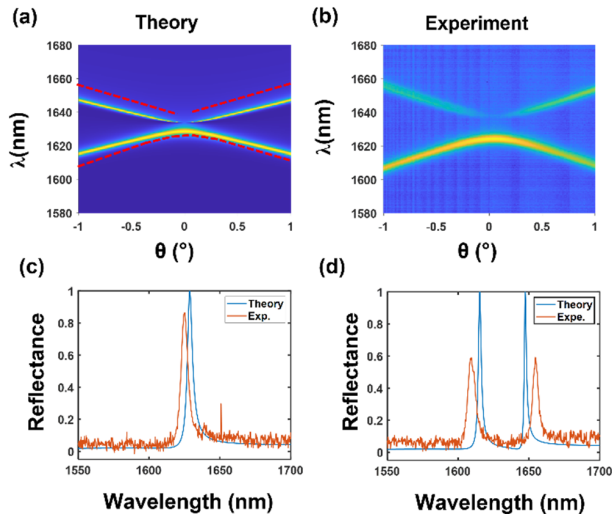 (a) Theory
(b) Experiment
1680
1660
1640
1620
1600
1580
λ(nm)
-1 -0.5 0 0.5 1
θ (°)
1680
1660
1640
1620
1600
1580
λ(nm)
-1 -0.5 0 0.5 1
θ (°)
(c)
1
0.8
0.6
0.4
0.2
0
Reflectance
Theory
Exp.
1550 1600 1650 1700
Wavelength (nm)
(d)
1
0.8
0.6
0.4
0.2
0
Reflectance
Theory
Expe.
1550 1600 1650 1700
Wavelength (nm)